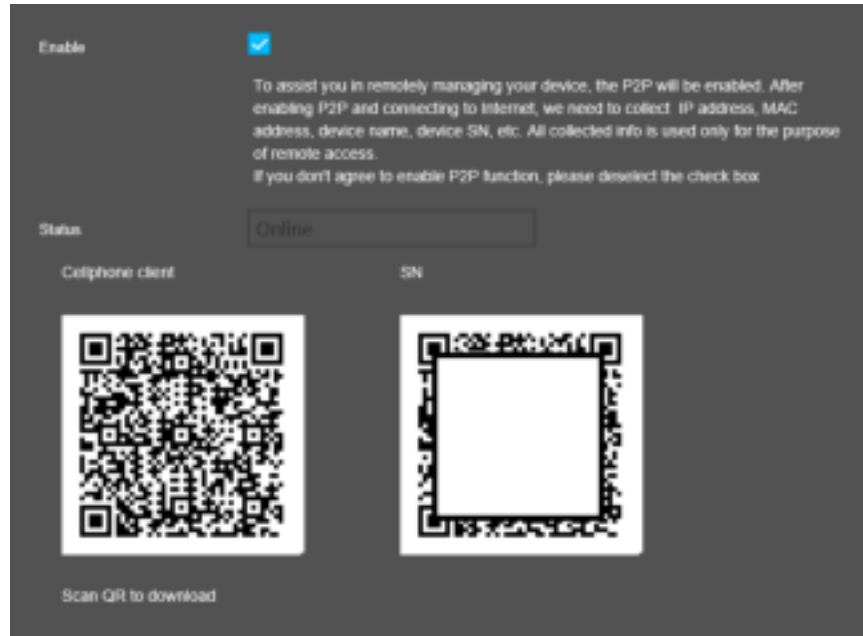 Enable
To assist you in remotely managing your device, the P2P will be enabled. After
enabling P2P and connecting to Internet, we need to collect IP address, MAC
address, device name, device SN, etc. All collected info is used only for the purpose
of remote access.
If you don't agree to enable P2P function, please deselect the check box
Status
Online
Cellphone client
SN
Scan QR to download